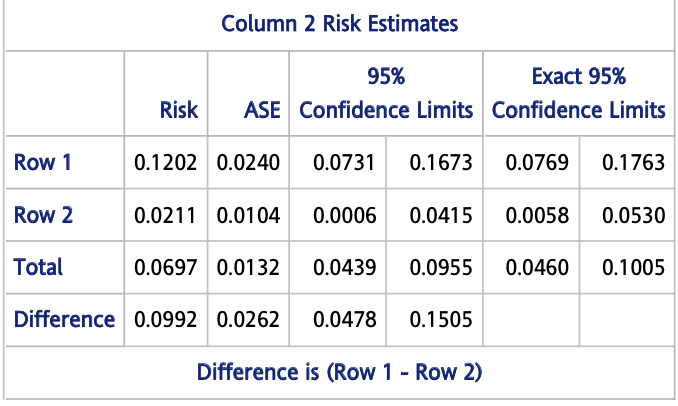 Column 2 Risk Estimates
Risk ASE 95% Confidence Limits Exact 95% Confidence Limits
Row 1 0.1202 0.0240 0.0731 0.1673 0.0769 0.1763
Row 2 0.0211 0.0104 0.0006 0.0415 0.0058 0.0530
Total 0.0697 0.0132 0.0439 0.0955 0.0460 0.1005
Difference 0.0992 0.0262 0.0478 0.1505
Difference is (Row 1 - Row 2)